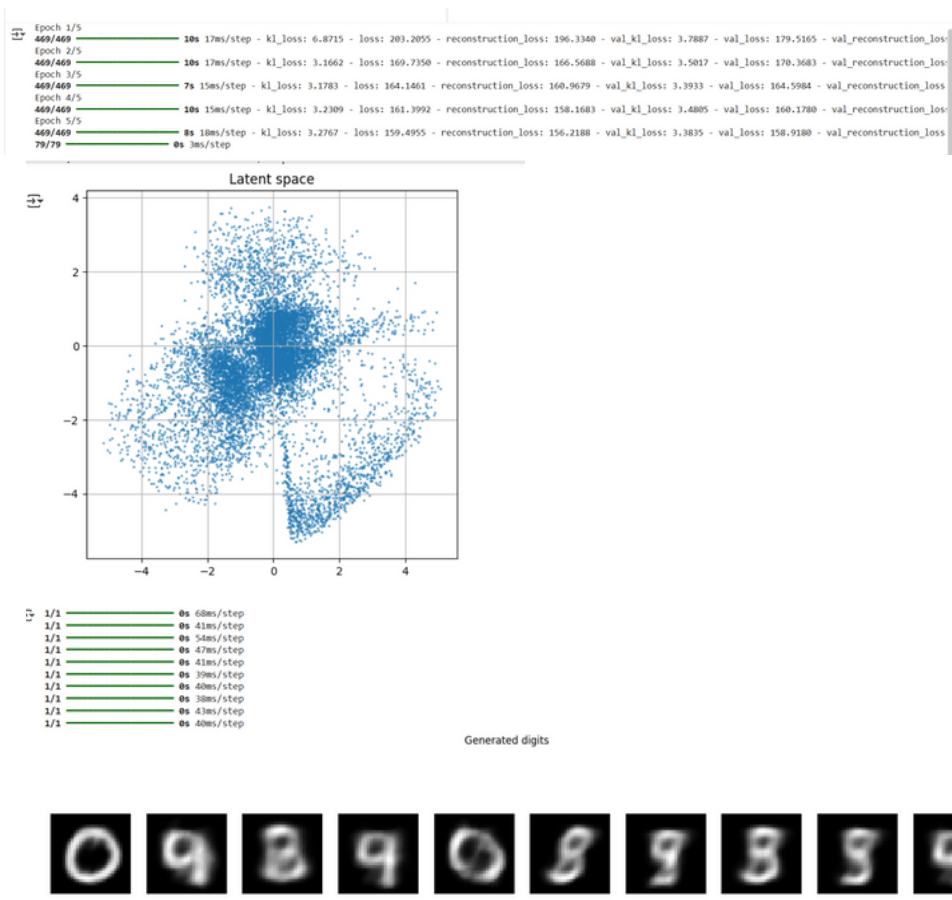 Epoch 1/5
469/469 10s 17ms/step - kl_loss: 6.8715 - loss: 203.2055 - reconstruction_loss: 196.3340 - val_kl_loss: 3.7887 - val_loss: 179.5165 - val_reconstruction_los
Epoch 2/5
469/469 10s 17ms/step - kl_loss: 3.1662 - loss: 169.7350 - reconstruction_loss: 166.5688 - val_kl_loss: 3.5017 - val_loss: 170.3683 - val_reconstruction_los
Epoch 3/5
469/469 7s 15ms/step - kl_loss: 3.1783 - loss: 164.1461 - reconstruction_loss: 160.9679 - val_kl_loss: 3.3933 - val_loss: 164.5984 - val_reconstruction_loss
Epoch 4/5
469/469 10s 15ms/step - kl_loss: 3.2309 - loss: 161.3992 - reconstruction_loss: 158.1683 - val_kl_loss: 3.4805 - val_loss: 160.1780 - val_reconstruction_los
Epoch 5/5
469/469 8s 18ms/step - kl_loss: 3.2767 - loss: 159.4955 - reconstruction_loss: 156.2188 - val_kl_loss: 3.3835 - val_loss: 158.9180 - val_reconstruction_loss
79/79 0s 3ms/step
Latent space
4
2
0
−2
−4
−4 −2 0 2 4
1/1 0s 68ms/step
1/1 0s 41ms/step
1/1 0s 54ms/step
1/1 0s 47ms/step
1/1 0s 41ms/step
1/1 0s 39ms/step
1/1 0s 40ms/step
1/1 0s 38ms/step
1/1 0s 43ms/step
1/1 0s 40ms/step
Generated digits